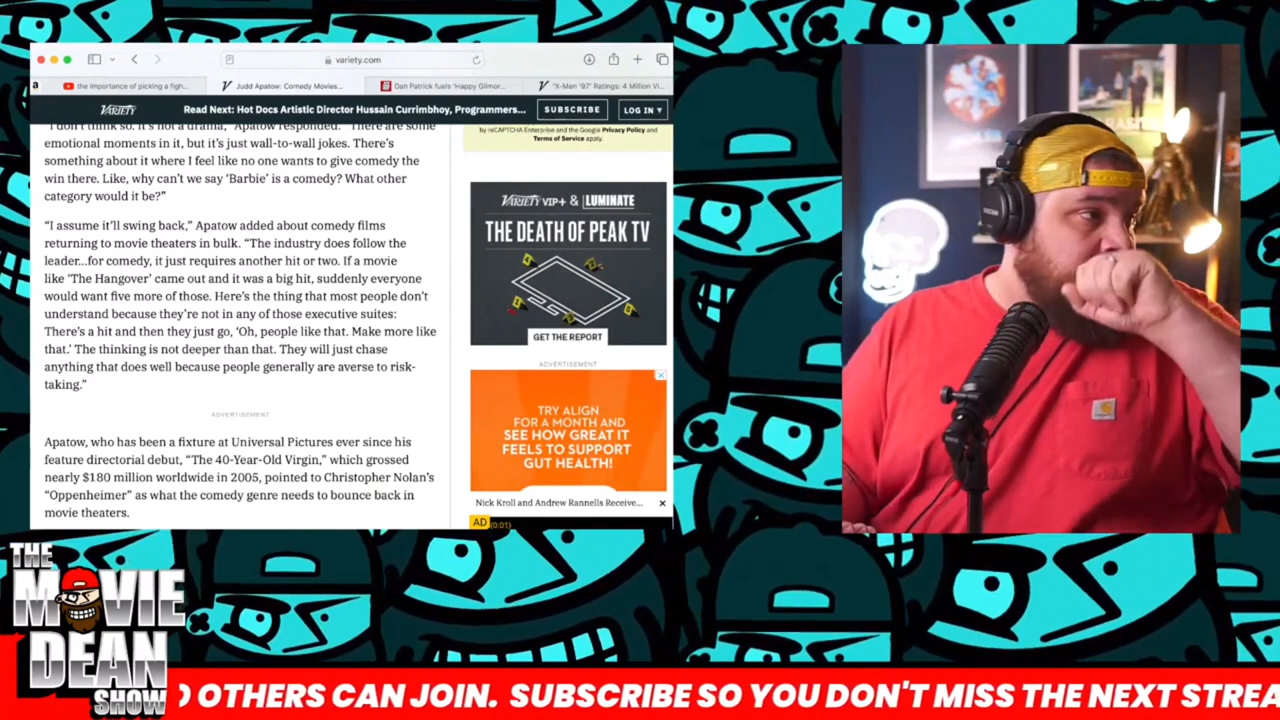 variety.com
a
the importance of picking a figh...
Judd Apatow: Comedy Movies...
Dan Patrick fuels 'Happy Gilmor...
'X-Men '97' Ratings: 4 Million Vi...
VARIETY
Read Next: Hot Docs Artistic Director Hussain Currimbhoy, Programmers...
SUBSCRIBE
LOG IN ▾
"I don't think so. It's not a drama," Apatow responded. "There are some
emotional moments in it, but it's just wall-to-wall jokes. There's
something about it where I feel like no one wants to give comedy the
win there. Like, why can't we say 'Barbie' is a comedy? What other
category would it be?"
"I assume it'll swing back," Apatow added about comedy films
returning to movie theaters in bulk. "The industry does follow the
leader...for comedy, it just requires another hit or two. If a movie
like 'The Hangover' came out and it was a big hit, suddenly everyone
would want five more of those. Here's the thing that most people don't
understand because they're not in any of those executive suites:
There's a hit and then they just go, 'Oh, people like that. Make more like
that.' The thinking is not deeper than that. They will just chase
anything that does well because people generally are averse to risk-
taking."
ADVERTISEMENT
Apatow, who has been a fixture at Universal Pictures ever since his
feature directorial debut, "The 40-Year-Old Virgin," which grossed
nearly $180 million worldwide in 2005, pointed to Christopher Nolan's
"Oppenheimer" as what the comedy genre needs to bounce back in
movie theaters.
by reCAPTCHA Enterprise and the Google Privacy Policy and
Terms of Service apply.
VARIETY VIP+ & LUMINATE
THE DEATH OF PEAK TV
GET THE REPORT
ADVERTISEMENT
TRY ALIGN
FOR A MONTH AND
SEE HOW GREAT IT
FEELS TO SUPPORT
GUT HEALTH!
Nick Kroll and Andrew Rannells Receive...
AD (0:01)
carhartt
THE
MOVIE
DEAN
SHOW
O OTHERS CAN JOIN. SUBSCRIBE SO YOU DON'T MISS THE NEXT STREA